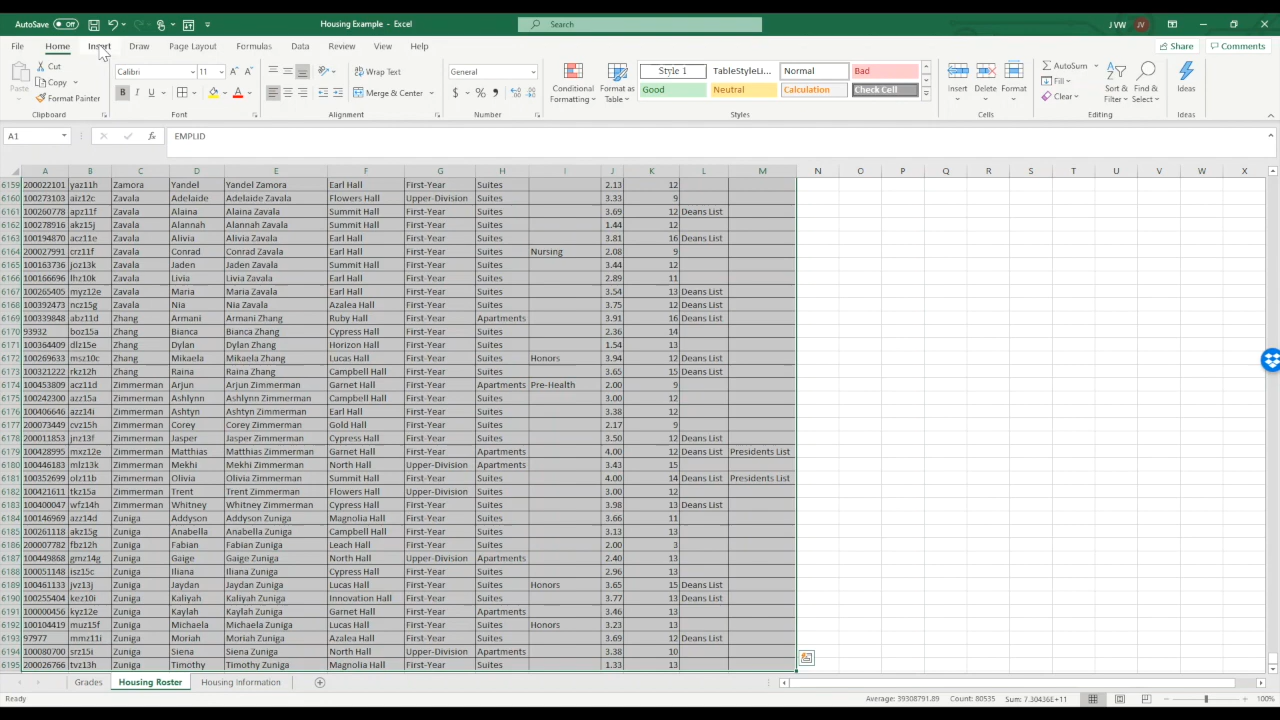 AutoSave Off Housing Example - Excel Search J VW JV
File Home Insert Draw Page Layout Formulas Data Review View Help Share Comments
Paste Cut Copy Format Painter Clipboard
Calibri 11 B I U Font
Wrap Text Merge & Center Alignment
General $ % Number
Conditional Formatting Format as Table Style 1 TableStyleLi... Normal Bad Good Neutral Calculation Check Cell Styles
Insert Delete Format Cells
AutoSum Clear Sort & Filter Find & Select Editing Ideas Ideas
A1 fx EMPLID
A B C D E F G H I J K L M N O P Q R S T U V W X
6159 200022101 yaz11h Zamora Yandel Yandel Zamora Earl Hall First-Year Suites 2.13 12
6160 100273103 aiz12c Zavala Adelaide Adelaide Zavala Flowers Hall Upper-Division Suites 3.33 9
6161 100260778 apz11f Zavala Alaina Alaina Zavala Summit Hall First-Year Suites 3.69 12 Deans List
6162 100278916 akz15j Zavala Alannah Alannah Zavala Summit Hall First-Year Suites 1.44 12
6163 100194870 acz11e Zavala Alivia Alivia Zavala Earl Hall First-Year Suites 3.81 16 Deans List
6164 200027991 crz11f Zavala Conrad Conrad Zavala Earl Hall First-Year Suites Nursing 2.08 9
6165 100163736 joz13k Zavala Jaden Jaden Zavala Summit Hall First-Year Suites 3.44 12
6166 100166696 lhz10k Zavala Livia Livia Zavala Earl Hall First-Year Suites 2.89 11
6167 100265405 myz12e Zavala Maria Maria Zavala Earl Hall First-Year Suites 3.54 13 Deans List
6168 100392473 ncz15g Zavala Nia Nia Zavala Azalea Hall First-Year Suites 3.75 12 Deans List
6169 100339848 abz11d Zhang Armani Armani Zhang Ruby Hall First-Year Apartments 3.91 16 Deans List
6170 93932 boz15a Zhang Bianca Bianca Zhang Cypress Hall First-Year Suites 2.36 14
6171 100364409 dlz15e Zhang Dylan Dylan Zhang Horizon Hall First-Year Suites 1.54 13
6172 100269633 msz10c Zhang Mikaela Mikaela Zhang Lucas Hall First-Year Suites Honors 3.94 12 Deans List
6173 100321222 rkz12h Zhang Raina Raina Zhang Campbell Hall First-Year Suites 3.65 15 Deans List
6174 100453809 acz11d Zimmerman Arjun Arjun Zimmerman Garnet Hall First-Year Apartments Pre-Health 2.00 9
6175 100242300 azz15a Zimmerman Ashlynn Ashlynn Zimmerman Campbell Hall First-Year Suites 3.00 12
6176 100406646 azz14i Zimmerman Ashtyn Ashtyn Zimmerman Earl Hall First-Year Suites 3.38 12
6177 200073449 cvz15h Zimmerman Corey Corey Zimmerman Gold Hall First-Year Suites 2.17 9
6178 200011853 jnz13f Zimmerman Jasper Jasper Zimmerman Cypress Hall First-Year Suites 3.50 12 Deans List
6179 100428995 mxz12e Zimmerman Matthias Matthias Zimmerman Garnet Hall First-Year Apartments 4.00 12 Deans List Presidents List
6180 100446183 mlz13k Zimmerman Mekhi Mekhi Zimmerman North Hall Upper-Division Apartments 3.43 15
6181 100352699 olz11b Zimmerman Olivia Olivia Zimmerman Summit Hall First-Year Suites 4.00 14 Deans List Presidents List
6182 100421611 tkz15a Zimmerman Trent Trent Zimmerman Flowers Hall Upper-Division Suites 3.00 12
6183 100400047 wfz14h Zimmerman Whitney Whitney Zimmerman Cypress Hall First-Year Suites 3.98 13 Deans List
6184 100146969 azz14d Zuniga Addyson Addyson Zuniga Magnolia Hall First-Year Suites 3.66 11
6185 100261118 akz15g Zuniga Anabella Anabella Zuniga Campbell Hall First-Year Suites 3.13 13
6186 200007782 fbz12h Zuniga Fabian Fabian Zuniga Leach Hall First-Year Suites 2.00 3
6187 100449868 gmz14g Zuniga Gaige Gaige Zuniga North Hall Upper-Division Apartments 2.40 13
6188 100051148 isz15c Zuniga Iliana Iliana Zuniga Cypress Hall First-Year Suites 2.96 13
6189 100461133 jvz13j Zuniga Jaydan Jaydan Zuniga Lucas Hall First-Year Suites Honors 3.65 15 Deans List
6190 100255404 kez10i Zuniga Kaliyah Kaliyah Zuniga Innovation Hall First-Year Suites 3.77 13 Deans List
6191 100000456 kyz12e Zuniga Kaylah Kaylah Zuniga Garnet Hall First-Year Apartments 3.46 13
6192 100104419 muz15f Zuniga Michaela Michaela Zuniga Lucas Hall First-Year Suites Honors 3.23 13
6193 97977 mmz11i Zuniga Moriah Moriah Zuniga Azalea Hall First-Year Suites 3.69 12 Deans List
6194 100080700 srz15i Zuniga Siena Siena Zuniga North Hall Upper-Division Apartments 3.38 10
6195 200026766 tvz13h Zuniga Timothy Timothy Zuniga Magnolia Hall First-Year Suites 1.33 13
Grades Housing Roster Housing Information
Ready Average: 39308791.89 Count: 80535 Sum: 7.30436E+11 100%